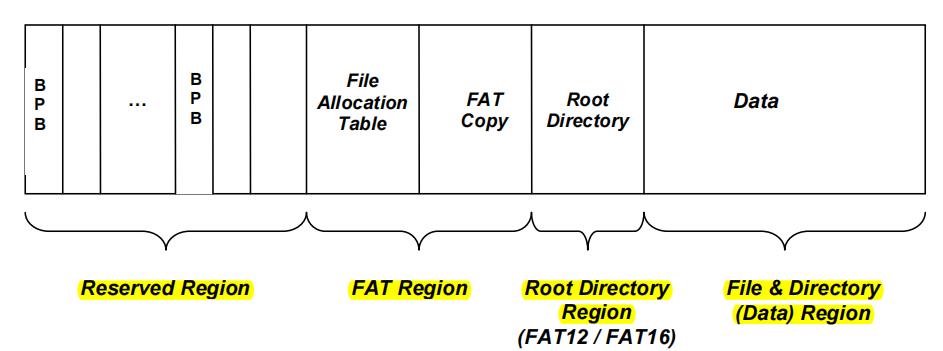 B
P
B
...
B
P
B
File
Allocation
Table
FAT
Copy
Root
Directory
Data
Reserved Region
FAT Region
Root Directory
Region
(FAT12 / FAT16)
File & Directory
(Data) Region